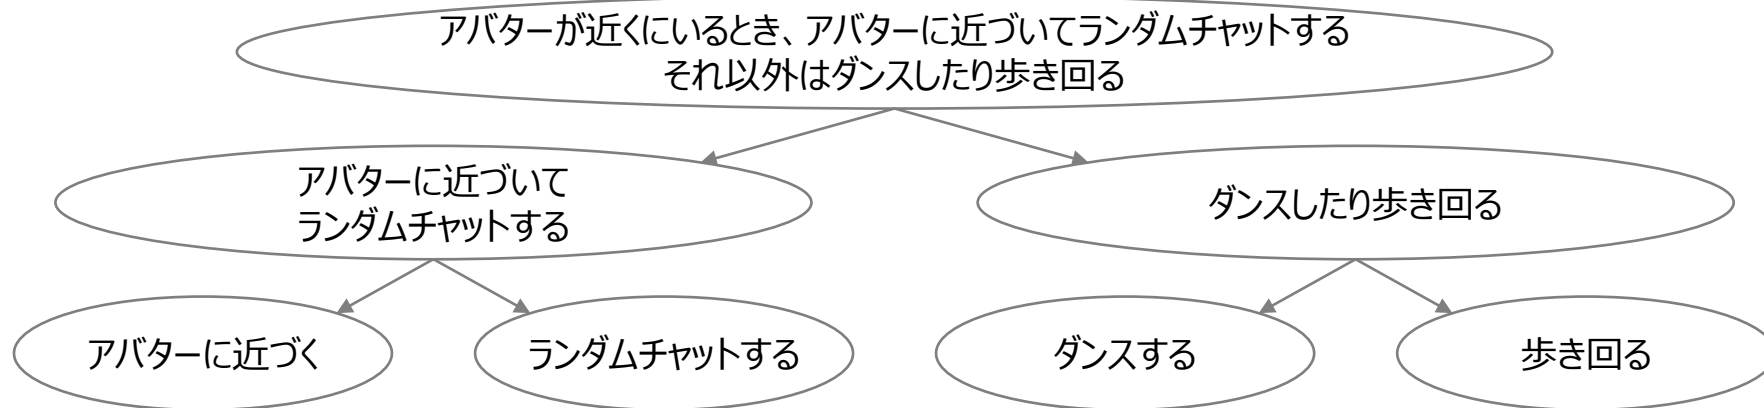 アバターが近くにいるとき、アバターに近づいてランダムチャットする
それ以外はダンスしたり歩き回る
アバターに近づいて
ランダムチャットする
ダンスしたり歩き回る
アバターに近づく
ランダムチャットする
ダンスする
歩き回る